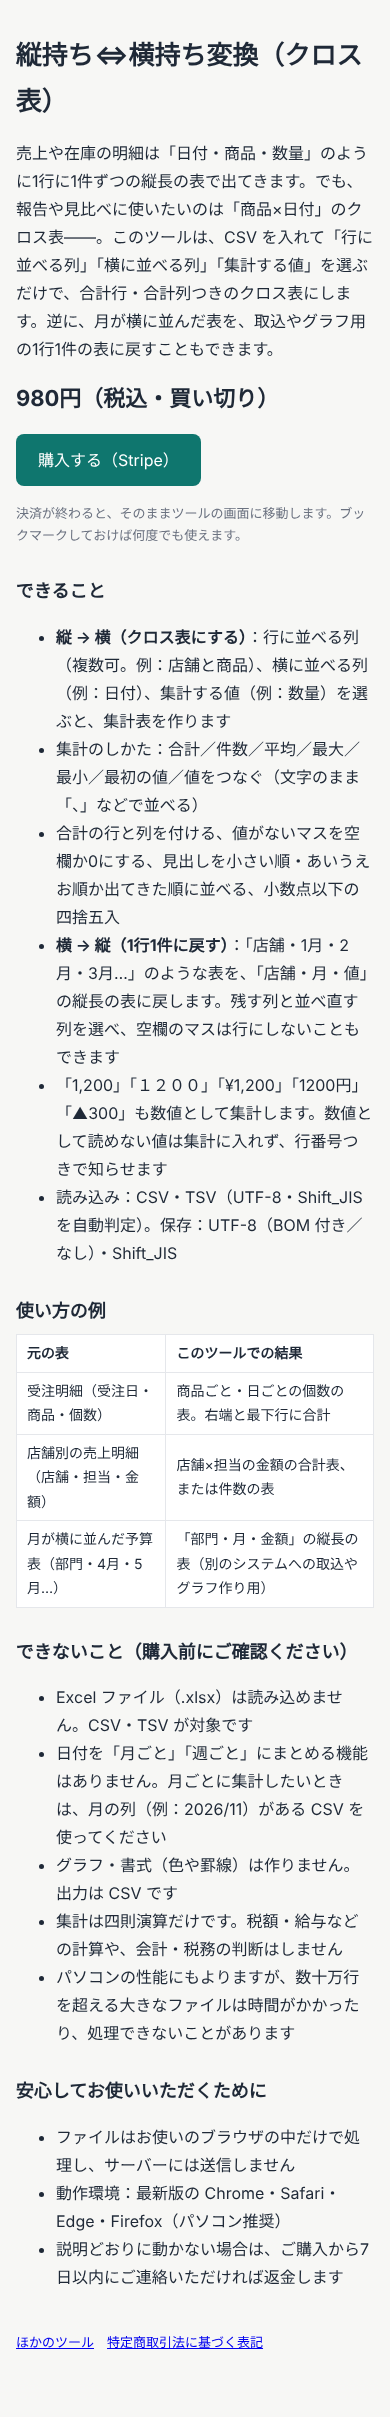 縦持ち⇔横持ち変換（クロス
表）
売上や在庫の明細は「日付・商品・数量」のよう
に1行に1件ずつの縦長の表で出てきます。でも、
報告や見比べに使いたいのは「商品×日付」のク
ロス表——。このツールは、CSV を入れて「行に
並べる列」「横に並べる列」「集計する値」を選ぶ
だけで、合計行・合計列つきのクロス表にしま
す。逆に、月が横に並んだ表を、取込やグラフ用
の1行1件の表に戻すこともできます。
980円（税込・買い切り）
購入する（Stripe）
決済が終わると、そのままツールの画面に移動します。ブッ
クマークしておけば何度でも使えます。
できること
• 縦 → 横（クロス表にする）：行に並べる列
（複数可。例：店舗と商品）、横に並べる列
（例：日付）、集計する値（例：数量）を選
ぶと、集計表を作ります
• 集計のしかた：合計／件数／平均／最大／
最小／最初の値／値をつなぐ（文字のまま
「、」などで並べる）
• 合計の行と列を付ける、値がないマスを空
欄か0にする、見出しを小さい順・あいうえ
お順か出てきた順に並べる、小数点以下の
四捨五入
• 横 → 縦（1行1件に戻す）：「店舗・1月・2
月・3月…」のような表を、「店舗・月・値」
の縦長の表に戻します。残す列と並べ直す
列を選べ、空欄のマスは行にしないことも
できます
• 「1,200」「１２００」「¥1,200」「1200円」
「▲300」も数値として集計します。数値と
して読めない値は集計に入れず、行番号つ
きで知らせます
• 読み込み：CSV・TSV（UTF-8・Shift_JIS
を自動判定）。保存：UTF-8（BOM 付き／
なし）・Shift_JIS
使い方の例
元の表 このツールでの結果
受注明細（受注日・
商品・個数） 商品ごと・日ごとの個数の
表。右端と最下行に合計
店舗別の売上明細
（店舗・担当・金
額） 店舗×担当の金額の合計表、
または件数の表
月が横に並んだ予算
表（部門・4月・5
月…） 「部門・月・金額」の縦長の
表（別のシステムへの取込や
グラフ作り用）
できないこと（購入前にご確認ください）
• Excel ファイル（.xlsx）は読み込めませ
ん。CSV・TSV が対象です
• 日付を「月ごと」「週ごと」にまとめる機能
はありません。月ごとに集計したいとき
は、月の列（例：2026/11）がある CSV を
使ってください
• グラフ・書式（色や罫線）は作りません。
出力は CSV です
• 集計は四則演算だけです。税額・給与など
の計算や、会計・税務の判断はしません
• パソコンの性能にもよりますが、数十万行
を超える大きなファイルは時間がかかった
り、処理できないことがあります
安心してお使いいただくために
• ファイルはお使いのブラウザの中だけで処
理し、サーバーには送信しません
• 動作環境：最新版の Chrome・Safari・
Edge・Firefox（パソコン推奨）
• 説明どおりに動かない場合は、ご購入から7
日以内にご連絡いただければ返金します
ほかのツール 特定商取引法に基づく表記